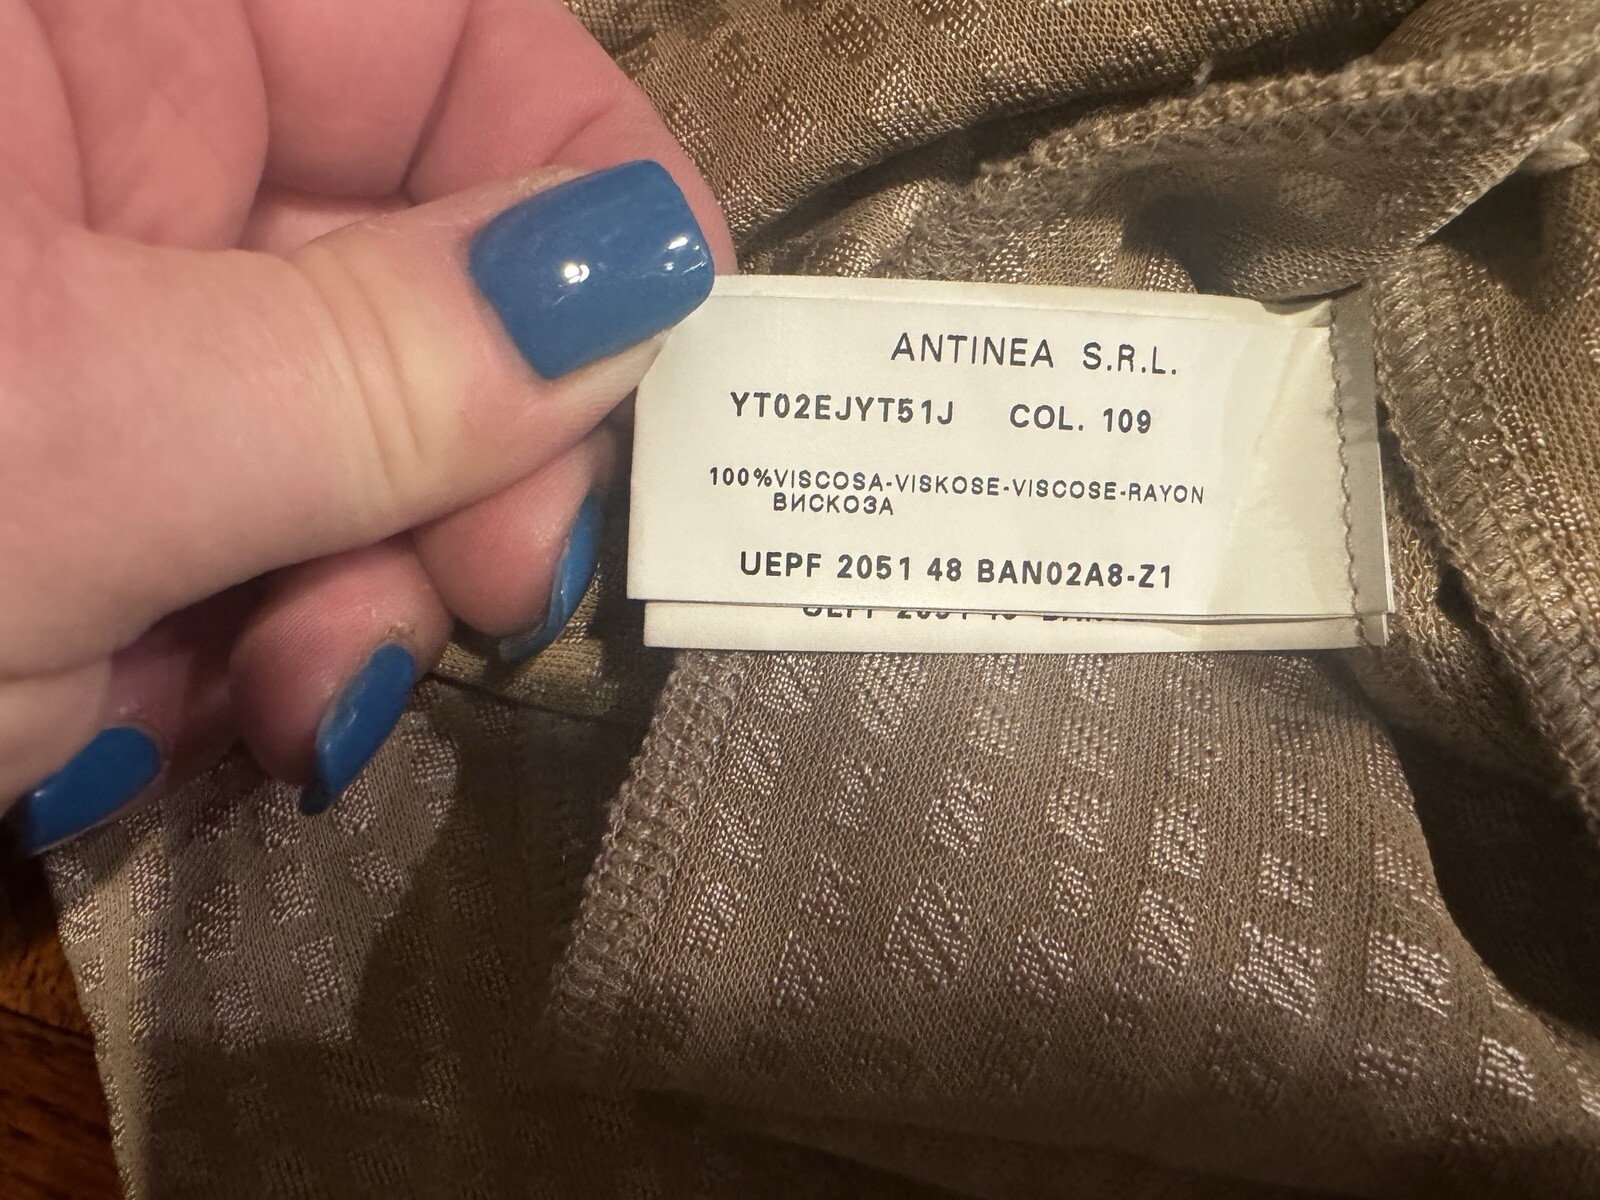 ANTINEA S.R.L.
YT02EJYT51J COL. 109
100%VISCOSA-VISKOSE-VISCOSE-RAYON
ВИСКОЗА
UEPF 2051 48 BAN02A8-Z1